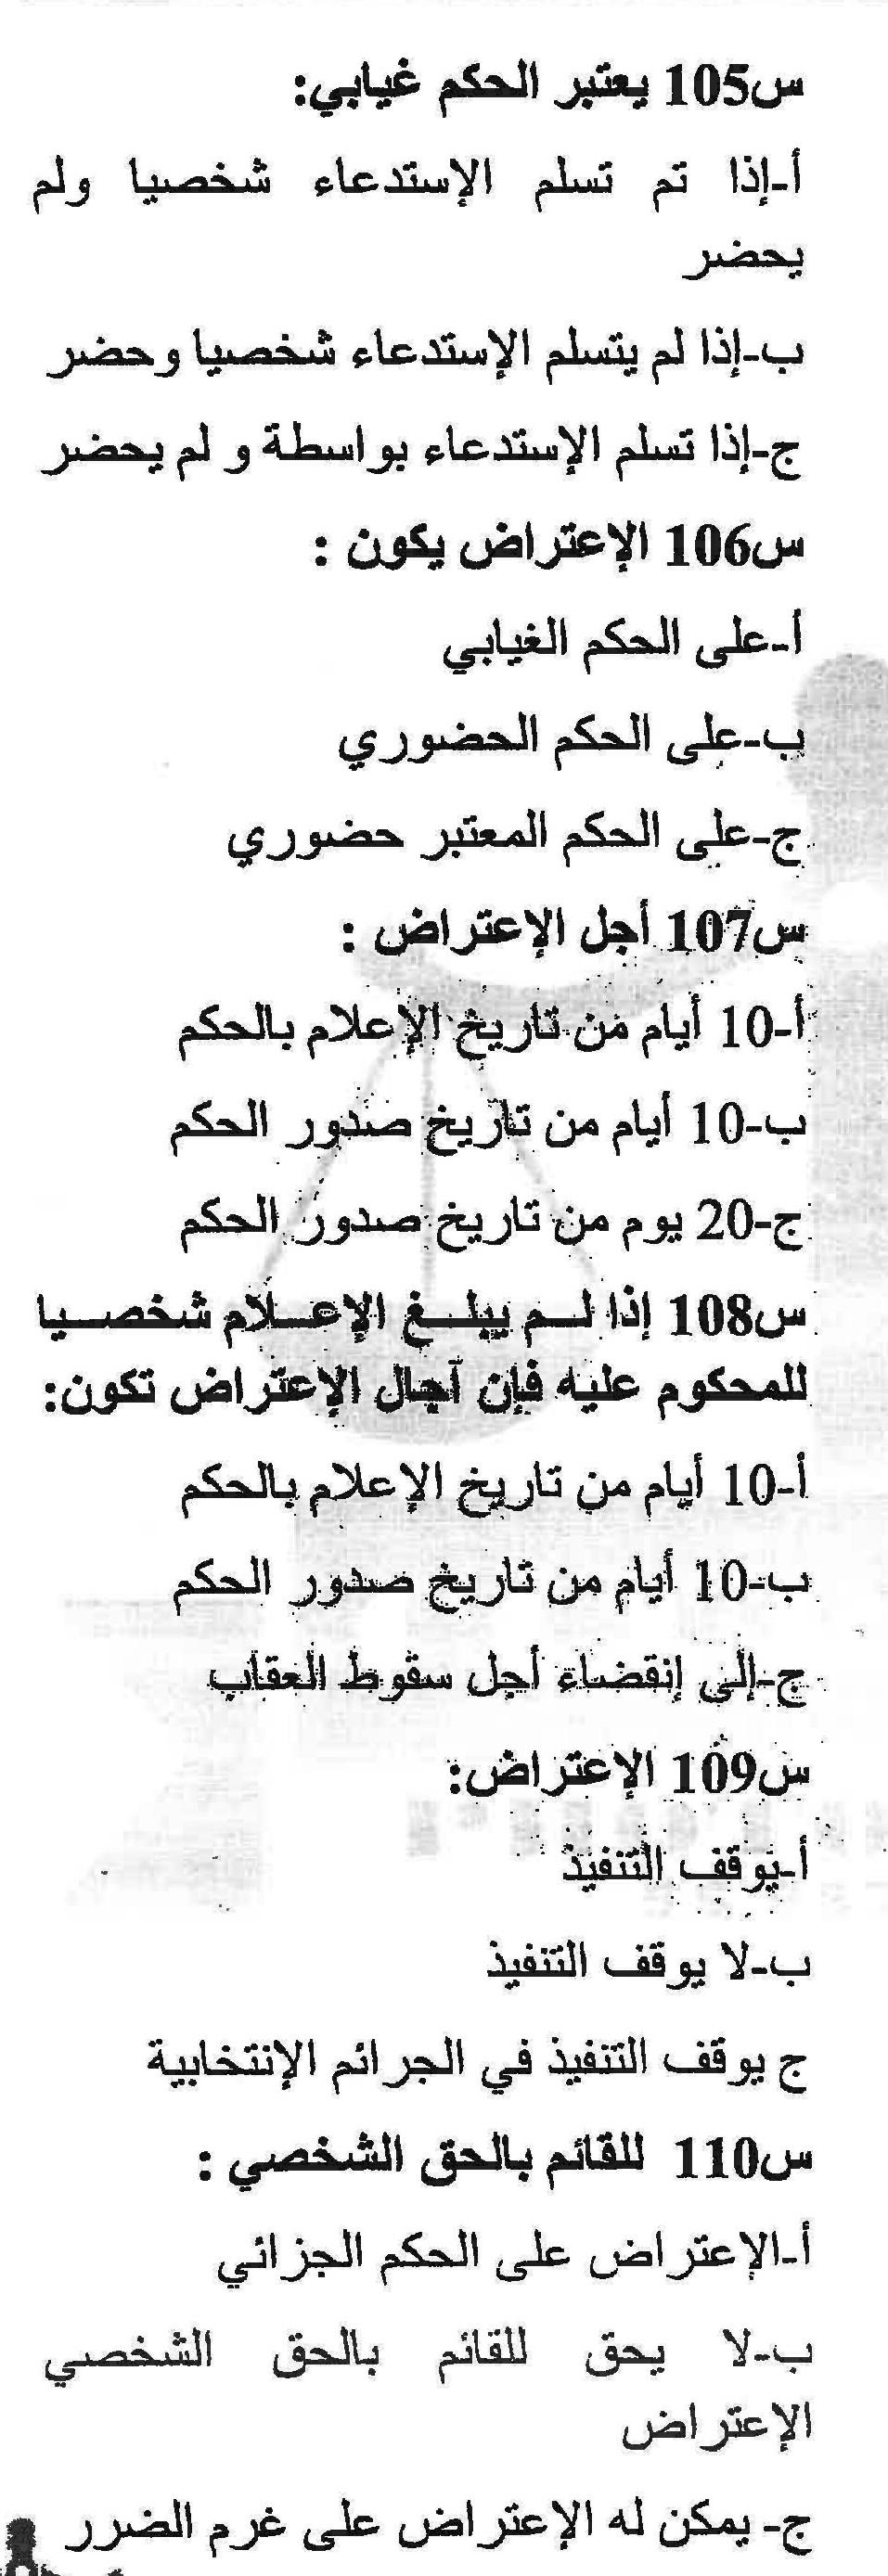 س105 يعتبر الحكم غيابي:
أ-إذا تم تسلم الإستدعاء شخصيا ولم
يحضر
ب-إذا لم يتسلم الإستدعاء شخصيا وحضر
ج-إذا تسلم الإستدعاء بواسطة و لم يحضر
س106 الإعتراض يكون :
أ-على الحكم الغيابي
ب-على الحكم الحضوري
ج-على الحكم المعتبر حضوري
س107 أجل الإعتراض :
أ-10 أيام من تاريخ الإعلام بالحكم
ب-10 أيام من تاريخ صدور الحكم
ج-20 يوم من تاريخ صدور الحكم
س108 إذا لم يبلغ الإعلام شخصيا
للمحكوم عليه فإن آجال الإعتراض تكون:
أ-10 أيام من تاريخ الإعلام بالحكم
ب-10 أيام من تاريخ صدور الحكم
ج-إلى إنقضاء أجل سقوط العقاب
س109 الإعتراض:
أ-يوقف التنفيذ
ب-لا يوقف التنفيذ
ج يوقف التنفيذ في الجرائم الإنتخابية
س110 للقائم بالحق الشخصي :
أ-الإعتراض على الحكم الجزائي
ب-لا يحق للقائم بالحق الشخصي
الإعتراض
ج- يمكن له الإعتراض على غرم الضرر